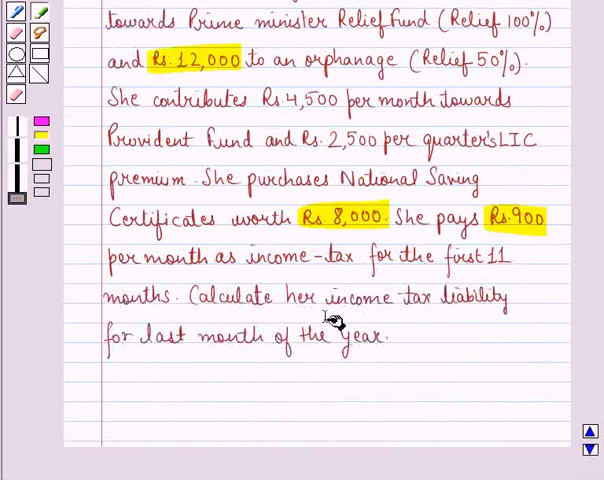 towards Prime minister Relief Fund (Relief 100%)
and Rs. 12,000 to an orphanage (Relief 50%).
She contributes Rs. 4,500 per month towards
Provident Fund and Rs. 2,500 per quarter's LIC
premium. She purchases National Saving
Certificates worth Rs. 8,000. She pays Rs. 900
per month as income-tax for the first 11
months. Calculate her income tax liability
for last month of the year.